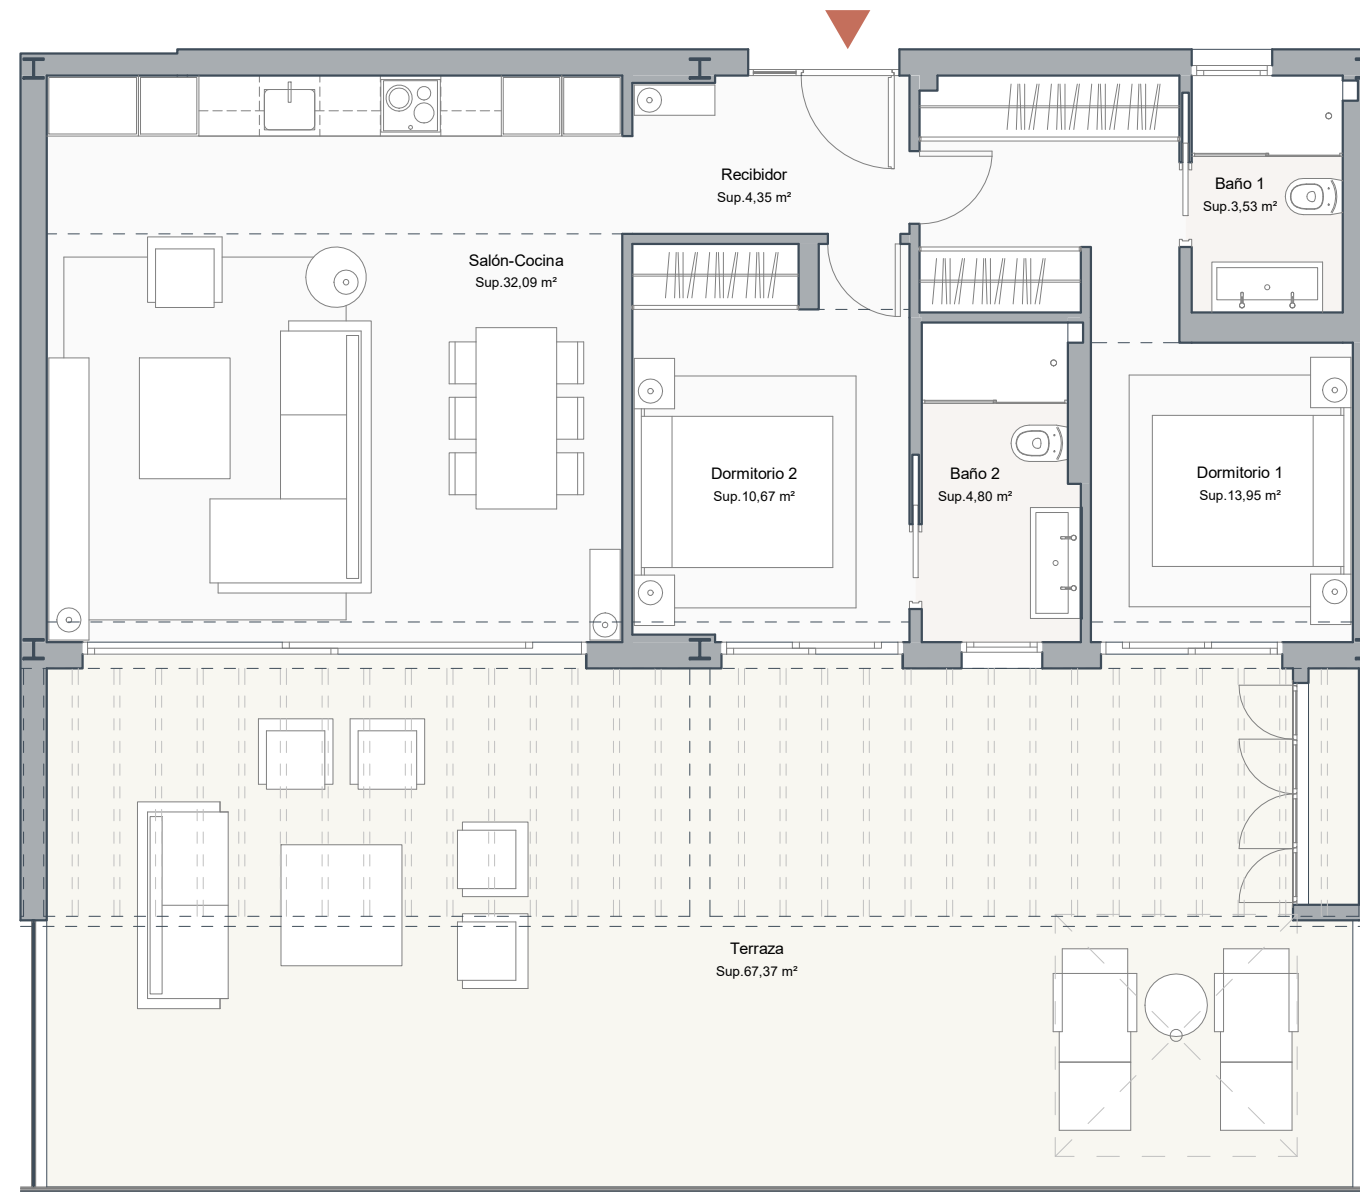 Recibidor
Sup.4,35 m²
Baño 1
Sup.3,53 m²
Salón-Cocina
Sup.32,09 m²
Dormitorio 2
Sup.10,67 m²
Baño 2
Sup.4,80 m²
Dormitorio 1
Sup.13,95 m²
Terraza
Sup.67,37 m²